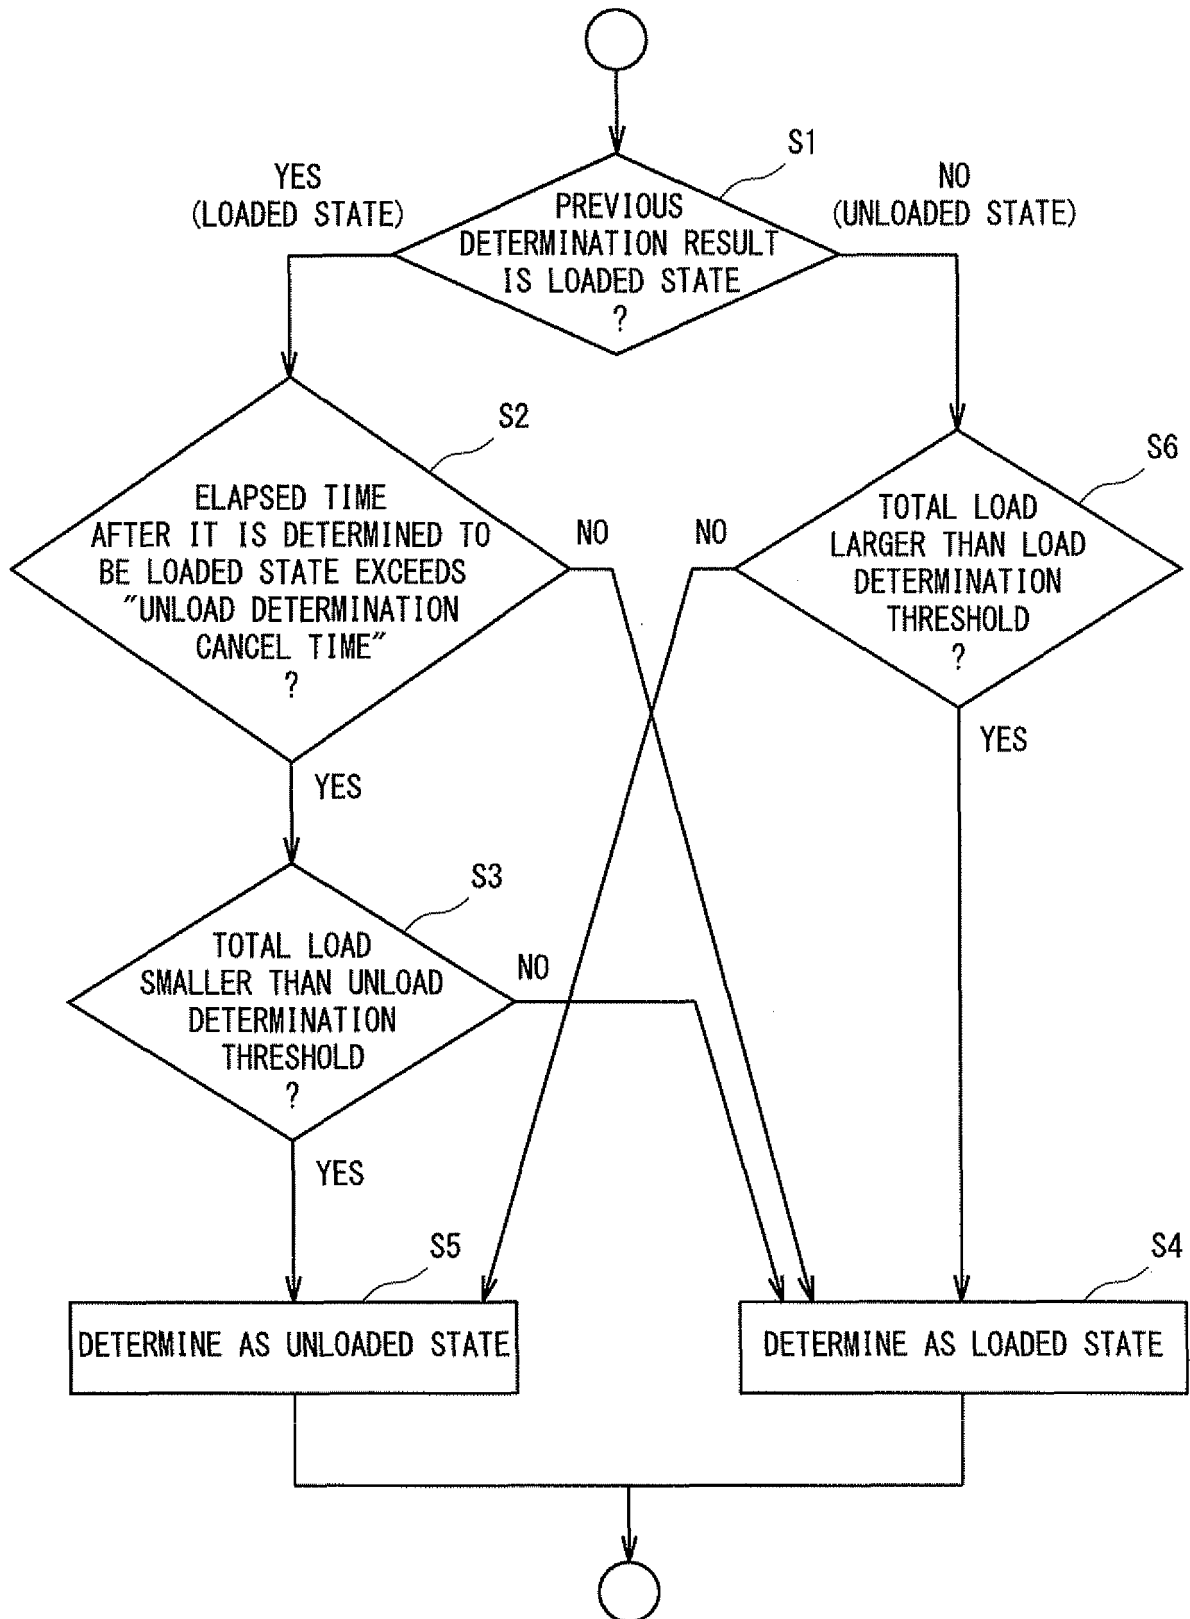 S1
YES
(LOADED STATE)
NO
(UNLOADED STATE)
PREVIOUS
DETERMINATION RESULT
IS LOADED STATE
?
S2
ELAPSED TIME
AFTER IT IS DETERMINED TO
BE LOADED STATE EXCEEDS
"UNLOAD DETERMINATION
CANCEL TIME"
?
NO
YES
S6
TOTAL LOAD
LARGER THAN LOAD
DETERMINATION
THRESHOLD
?
NO
YES
S3
TOTAL LOAD
SMALLER THAN UNLOAD
DETERMINATION
THRESHOLD
?
NO
YES
S5
DETERMINE AS UNLOADED STATE
S4
DETERMINE AS LOADED STATE